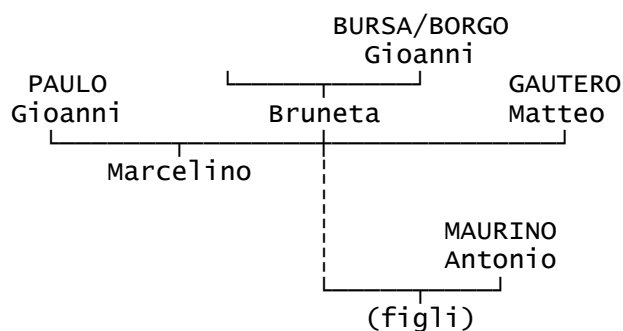 BURSA/BORGO
Gioanni
PAULO
Gioanni
Bruneta
GAUTERO
Matteo
Marcelino
MAURINO
Antonio
(figli)